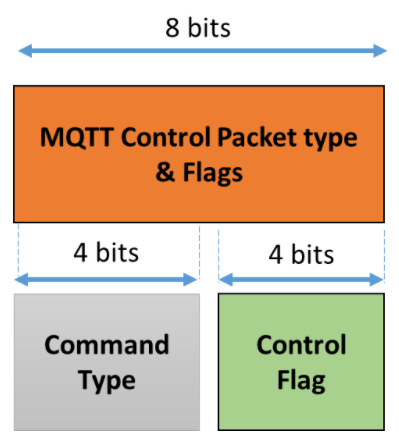 8 bits
MQTT Control Packet type
& Flags
4 bits
4 bits
Command
Type
Control
Flag